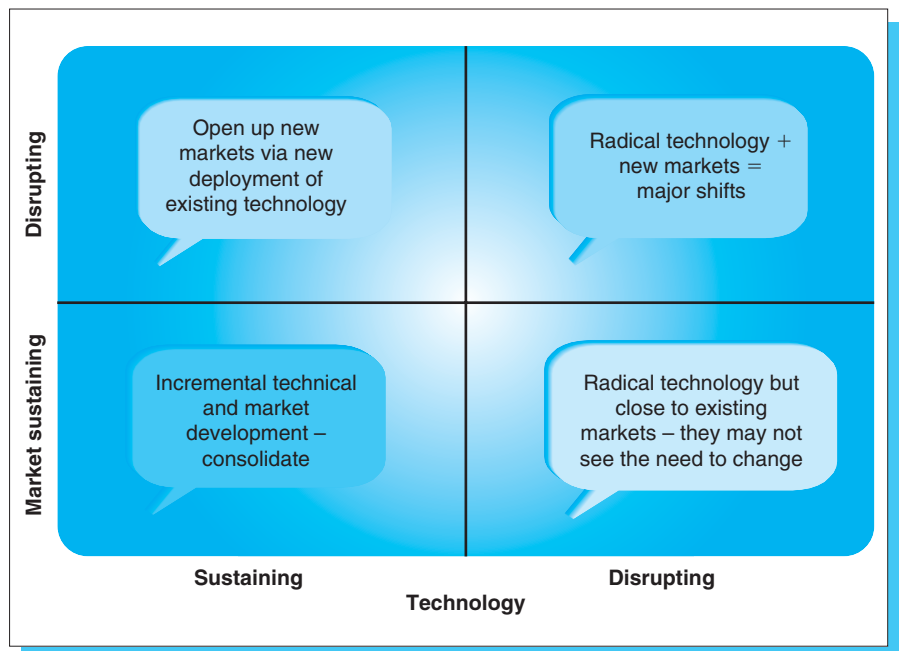 Disrupting
Open up new
markets via new
deployment of
existing technology
Radical technology +
new markets =
major shifts
Market sustaining
Incremental technical
and market
development –
consolidate
Radical technology but
close to existing
markets – they may not
see the need to change
Sustaining
Disrupting
Technology